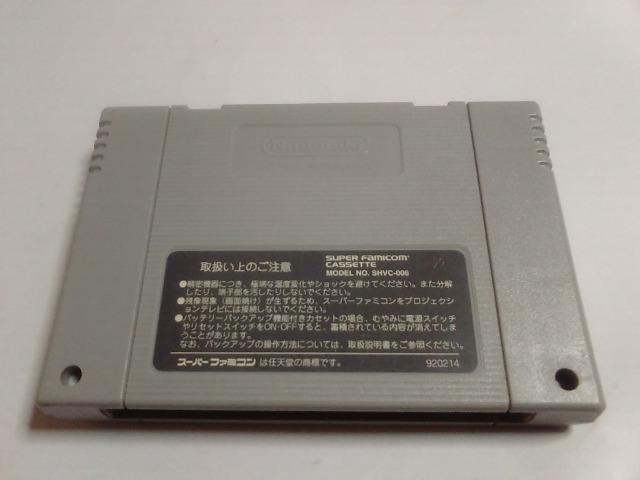 Nintendo
取扱い上のご注意
SUPER FAMICOM
CASSETTE
MODEL NO. SHVC-006
●精密機器につき、極端な温度変化やショックを避けてください。また分解
したり、端子部を汚したりしないでください。
●残像現象（画面焼け）が生ずるため、スーパーファミコンをプロジェクシ
ョンテレビには接続しないでください。
●バッテリーバックアップ機能付きカセットの場合、むやみに電源スイッチ
やリセットスイッチをON・OFFすると、蓄積されている内容が消えてしま
うことがあります。
なお、バックアップの操作方法については、取扱説明書をご参照ください。
スーパーファミコン は任天堂の商標です。
920214